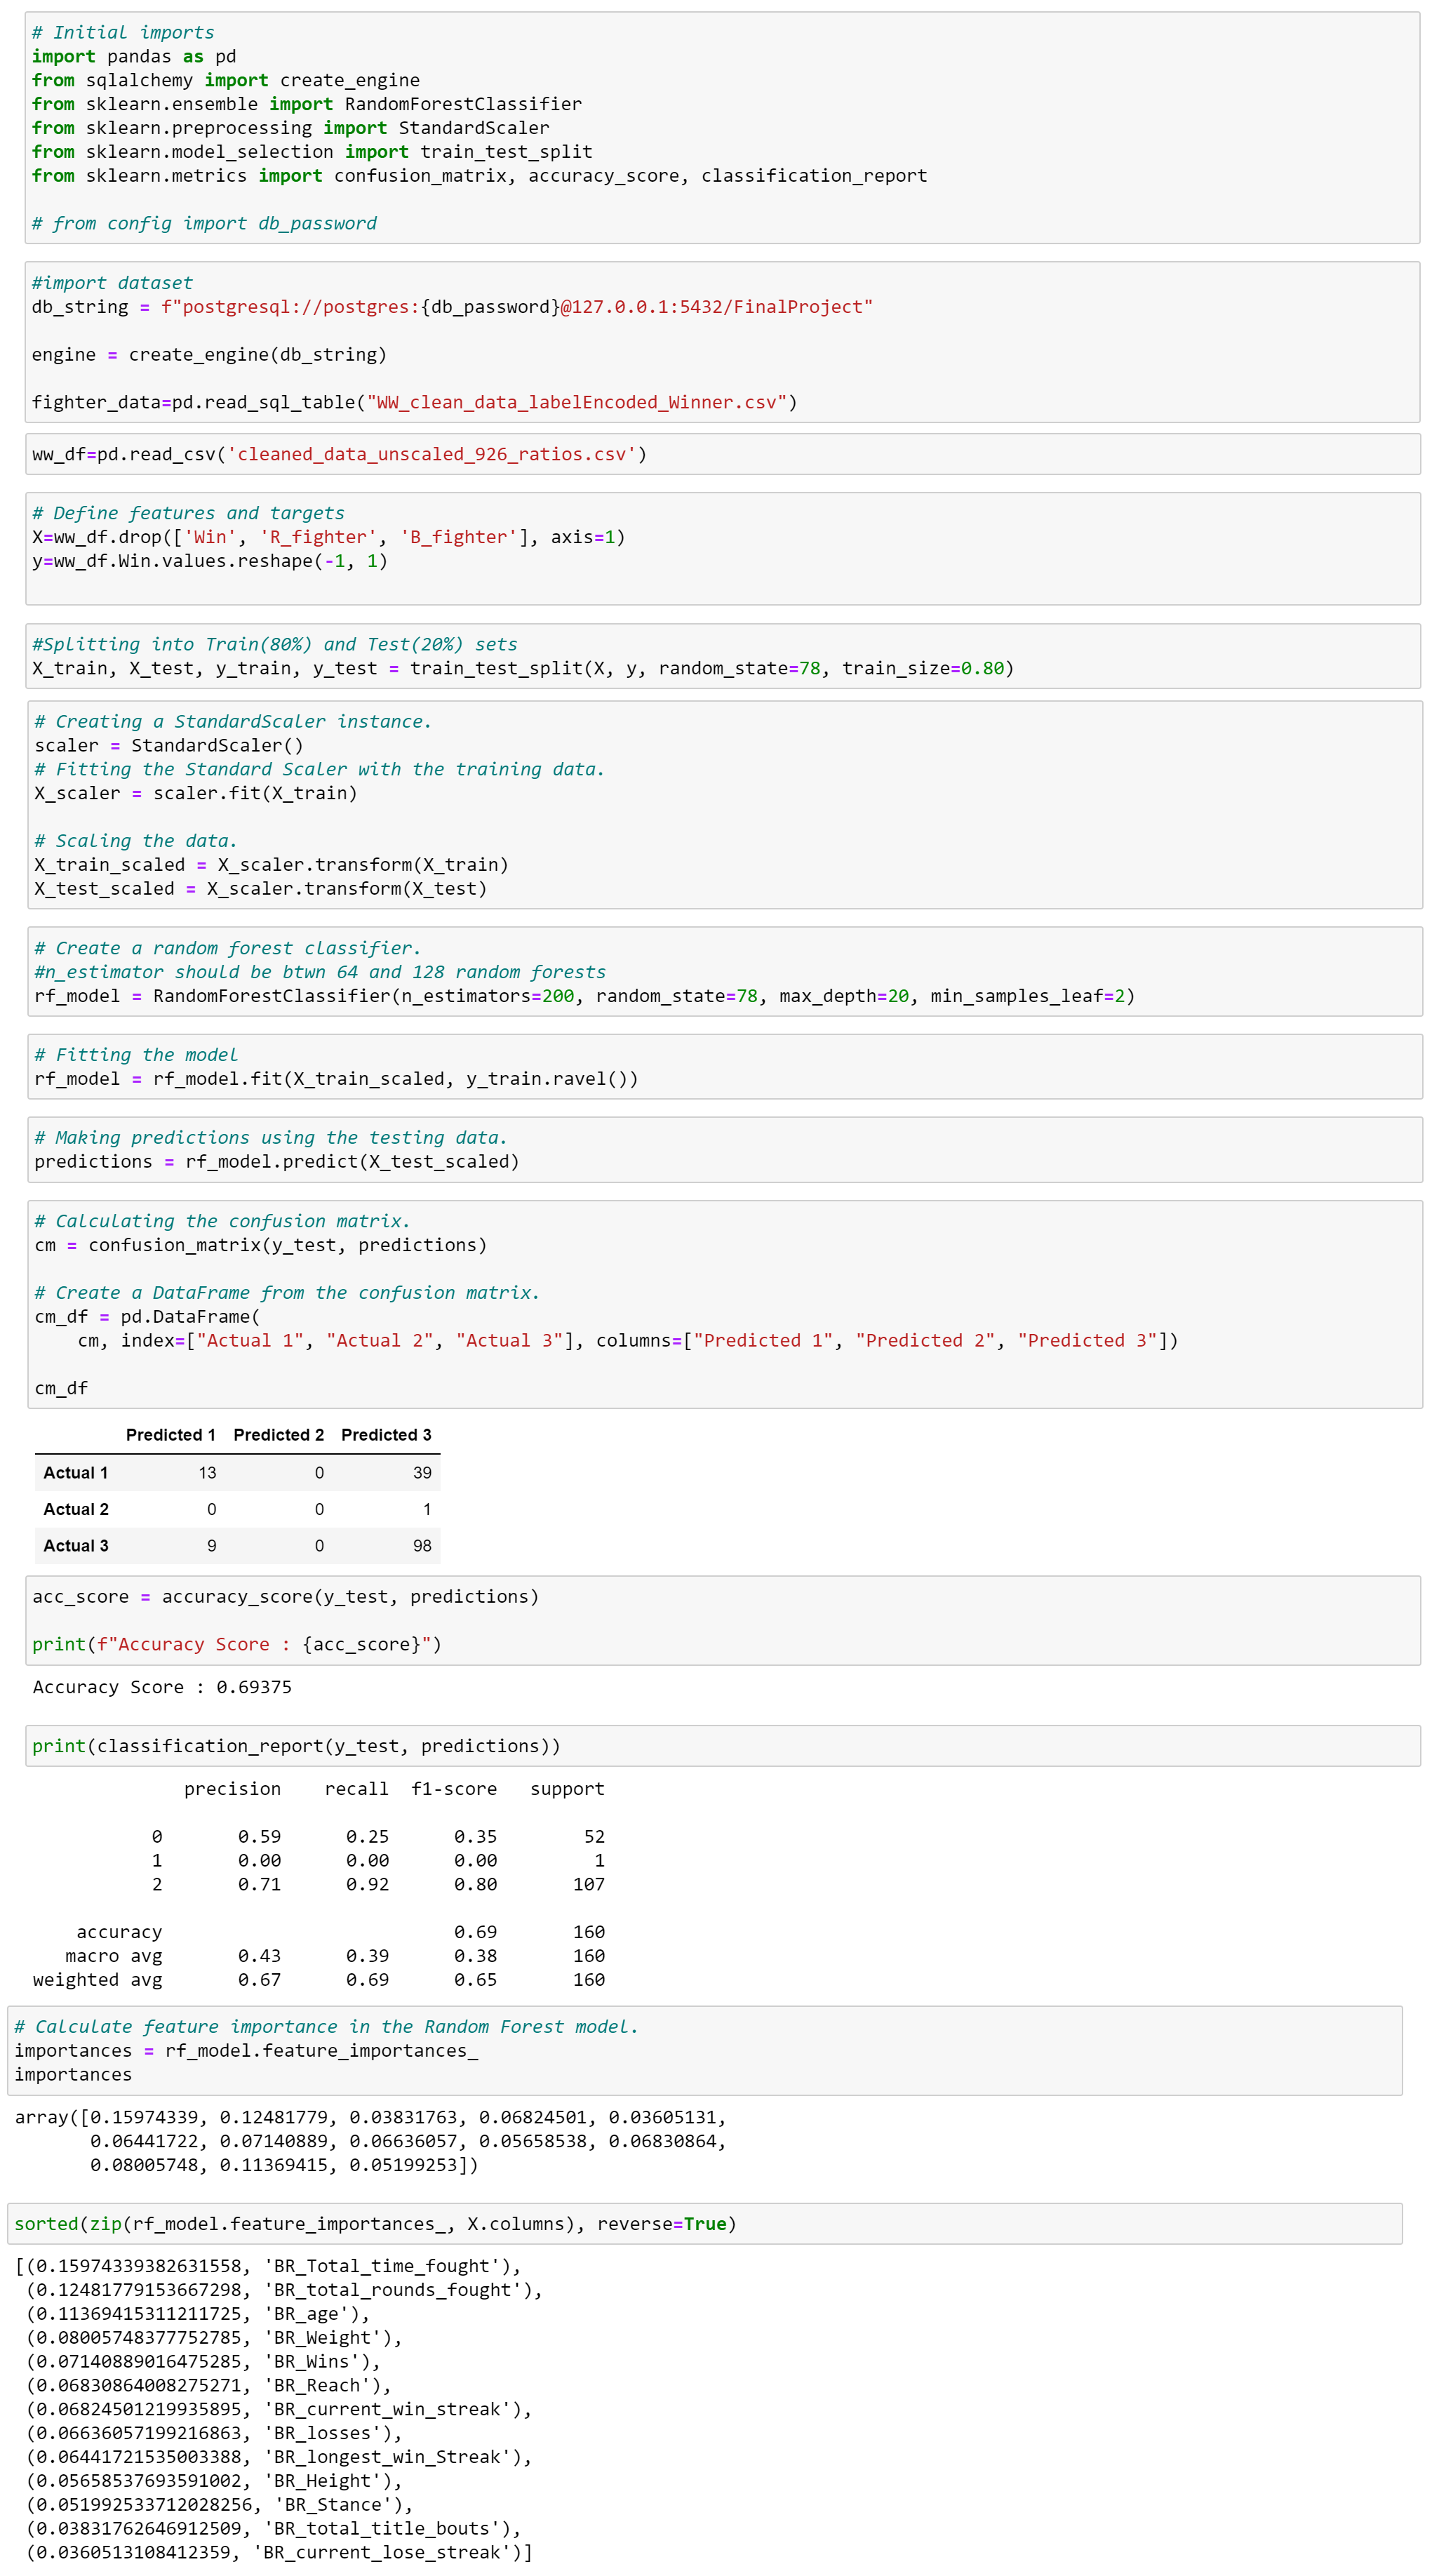 # Initial imports
import pandas as pd
from sqlalchemy import create_engine
from sklearn.ensemble import RandomForestClassifier
from sklearn.preprocessing import StandardScaler
from sklearn.model_selection import train_test_split
from sklearn.metrics import confusion_matrix, accuracy_score, classification_report
# from config import db_password
#import dataset
db_string = f"postgresql://postgres:{db_password}@127.0.0.1:5432/FinalProject"
engine = create_engine(db_string)
fighter_data=pd.read_sql_table("WW_clean_data_labelEncoded_Winner.csv")
ww_df=pd.read_csv('cleaned_data_unscaled_926_ratios.csv')
# Define features and targets
X=ww_df.drop(['Win', 'R_fighter', 'B_fighter'], axis=1)
y=ww_df.Win.values.reshape(-1, 1)
#Splitting into Train(80%) and Test(20%) sets
X_train, X_test, y_train, y_test = train_test_split(X, y, random_state=78, train_size=0.80)
# Creating a StandardScaler instance.
scaler = StandardScaler()
# Fitting the Standard Scaler with the training data.
X_scaler = scaler.fit(X_train)
# Scaling the data.
X_train_scaled = X_scaler.transform(X_train)
X_test_scaled = X_scaler.transform(X_test)
# Create a random forest classifier.
#n_estimator should be btwn 64 and 128 random forests
rf_model = RandomForestClassifier(n_estimators=200, random_state=78, max_depth=20, min_samples_leaf=2)
# Fitting the model
rf_model = rf_model.fit(X_train_scaled, y_train.ravel())
# Making predictions using the testing data.
predictions = rf_model.predict(X_test_scaled)
# Calculating the confusion matrix.
cm = confusion_matrix(y_test, predictions)
# Create a DataFrame from the confusion matrix.
cm_df = pd.DataFrame(
    cm, index=["Actual 1", "Actual 2", "Actual 3"], columns=["Predicted 1", "Predicted 2", "Predicted 3"])
cm_df
Predicted 1 Predicted 2 Predicted 3
Actual 1 13 0 39
Actual 2 0 0 1
Actual 3 9 0 98
acc_score = accuracy_score(y_test, predictions)
print(f"Accuracy Score : {acc_score}")
Accuracy Score : 0.69375
print(classification_report(y_test, predictions))
precision recall f1-score support
0 0.59 0.25 0.35 52
1 0.00 0.00 0.00 1
2 0.71 0.92 0.80 107
accuracy 0.69 160
macro avg 0.43 0.39 0.38 160
weighted avg 0.67 0.69 0.65 160
# Calculate feature importance in the Random Forest model.
importances = rf_model.feature_importances_
importances
array([0.15974339, 0.12481779, 0.03831763, 0.06824501, 0.03605131,
0.06441722, 0.07140889, 0.06636057, 0.05658538, 0.06830864,
0.08005748, 0.11369415, 0.05199253])
sorted(zip(rf_model.feature_importances_, X.columns), reverse=True)
[(0.15974339382631558, 'BR_Total_time_fought'),
(0.12481779153667298, 'BR_total_rounds_fought'),
(0.11369415311211725, 'BR_age'),
(0.08005748377752785, 'BR_Weight'),
(0.07140889016475285, 'BR_Wins'),
(0.06830864008275271, 'BR_Reach'),
(0.06824501219935895, 'BR_current_win_streak'),
(0.06636057199216863, 'BR_losses'),
(0.06441721535003388, 'BR_longest_win_Streak'),
(0.05658537693591002, 'BR_Height'),
(0.051992533712028256, 'BR_Stance'),
(0.03831762646912509, 'BR_total_title_bouts'),
(0.0360513108412359, 'BR_current_lose_streak')]